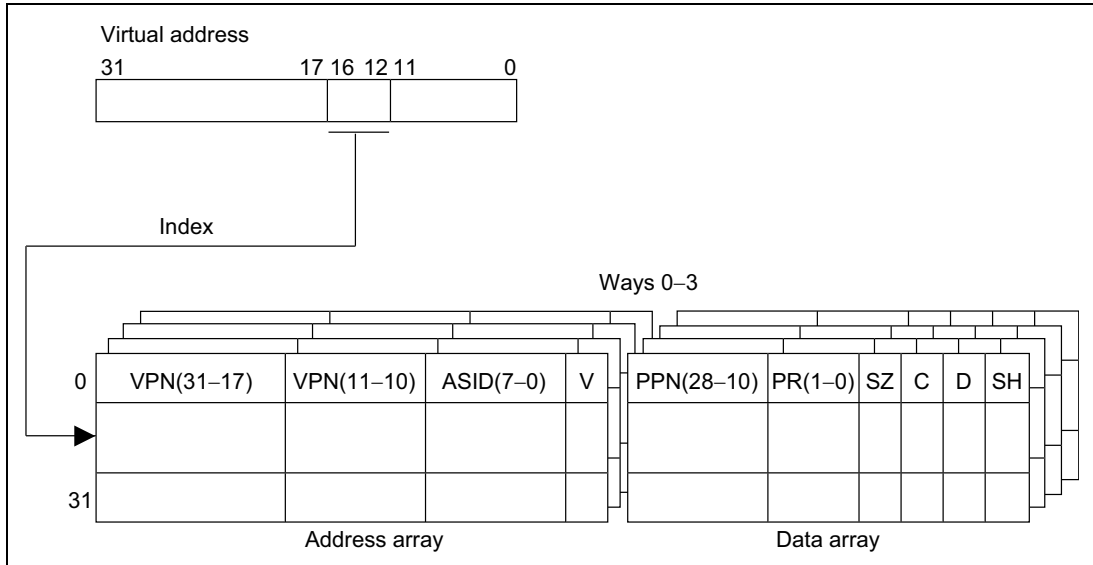 Virtual address
31 17 16 12 11 0
Index
Ways 0–3
0 VPN(31–17) VPN(11–10) ASID(7–0) V PPN(28–10) PR(1–0) SZ C D SH
31
Address array Data array